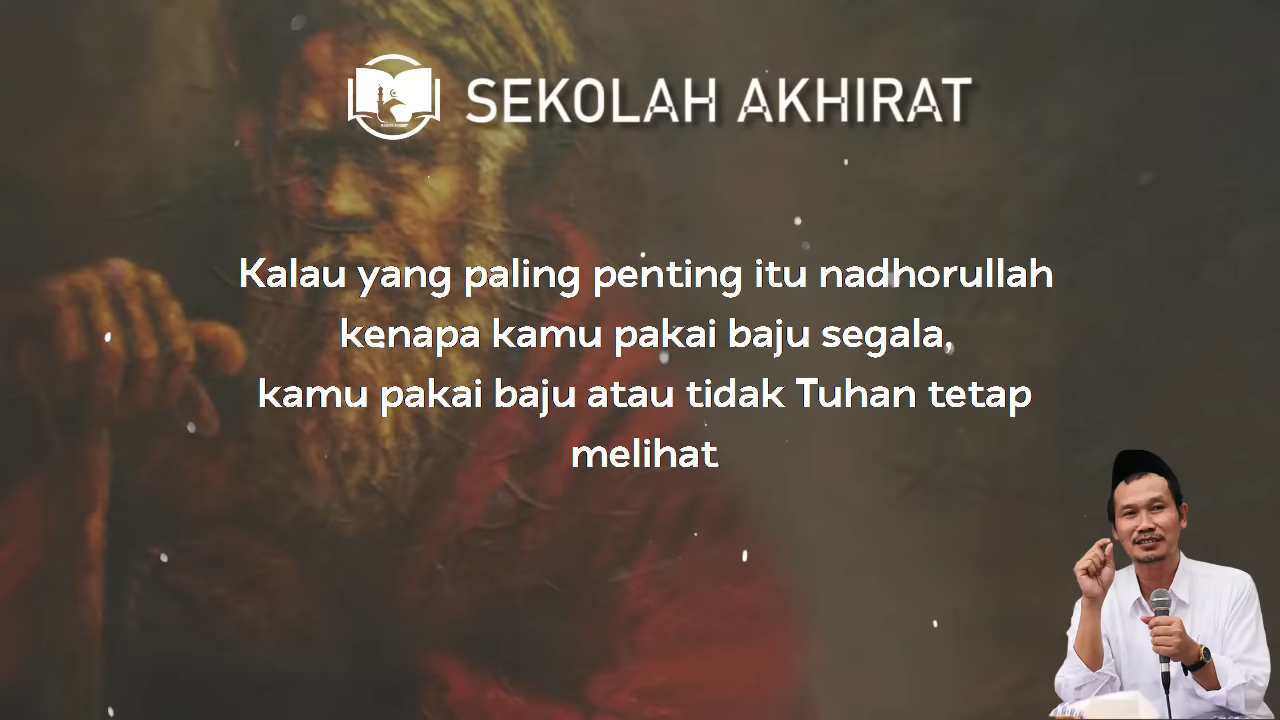 SEKOLAH AKHIRAT
Kalau yang paling penting itu nadhorullah
kenapa kamu pakai baju segala,
kamu pakai baju atau tidak Tuhan tetap
melihat